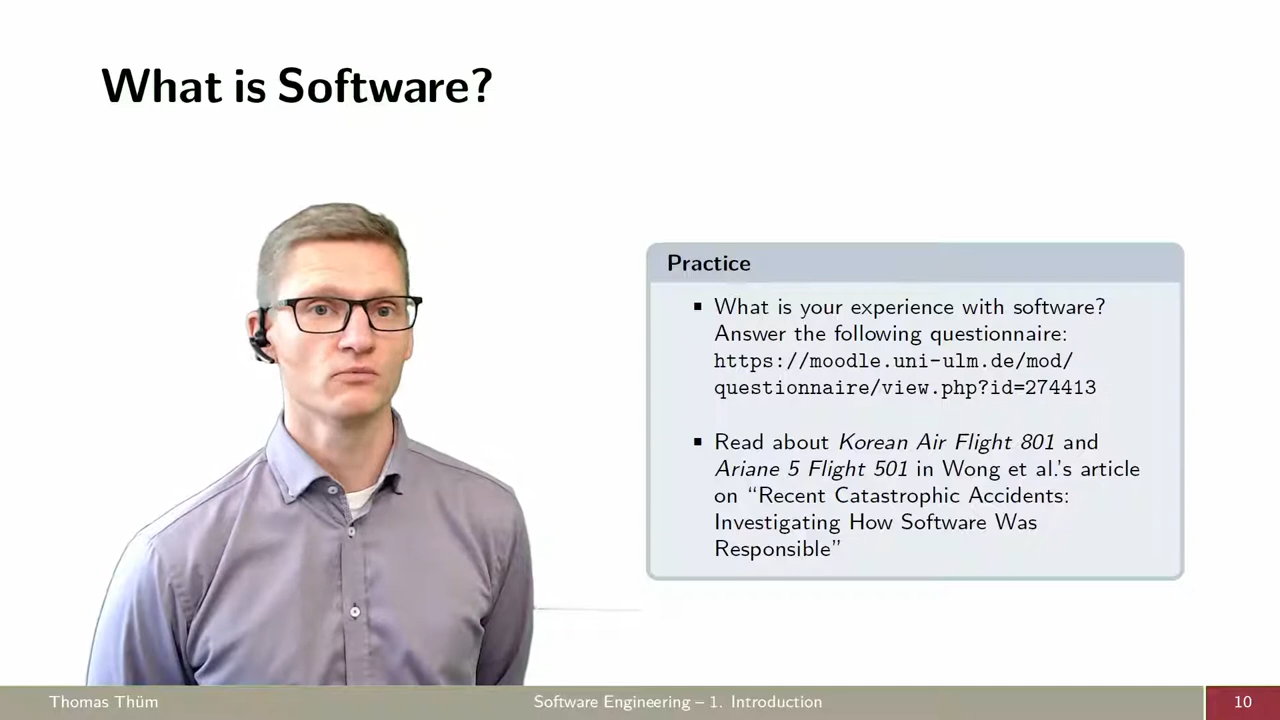 What is Software?
Practice
▪ What is your experience with software?
Answer the following questionnaire:
https://moodle.uni-ulm.de/mod/
questionnaire/view.php?id=274413
▪ Read about Korean Air Flight 801 and
Ariane 5 Flight 501 in Wong et al.'s article
on “Recent Catastrophic Accidents:
Investigating How Software Was
Responsible”
Thomas Thüm
Software Engineering – 1. Introduction
10